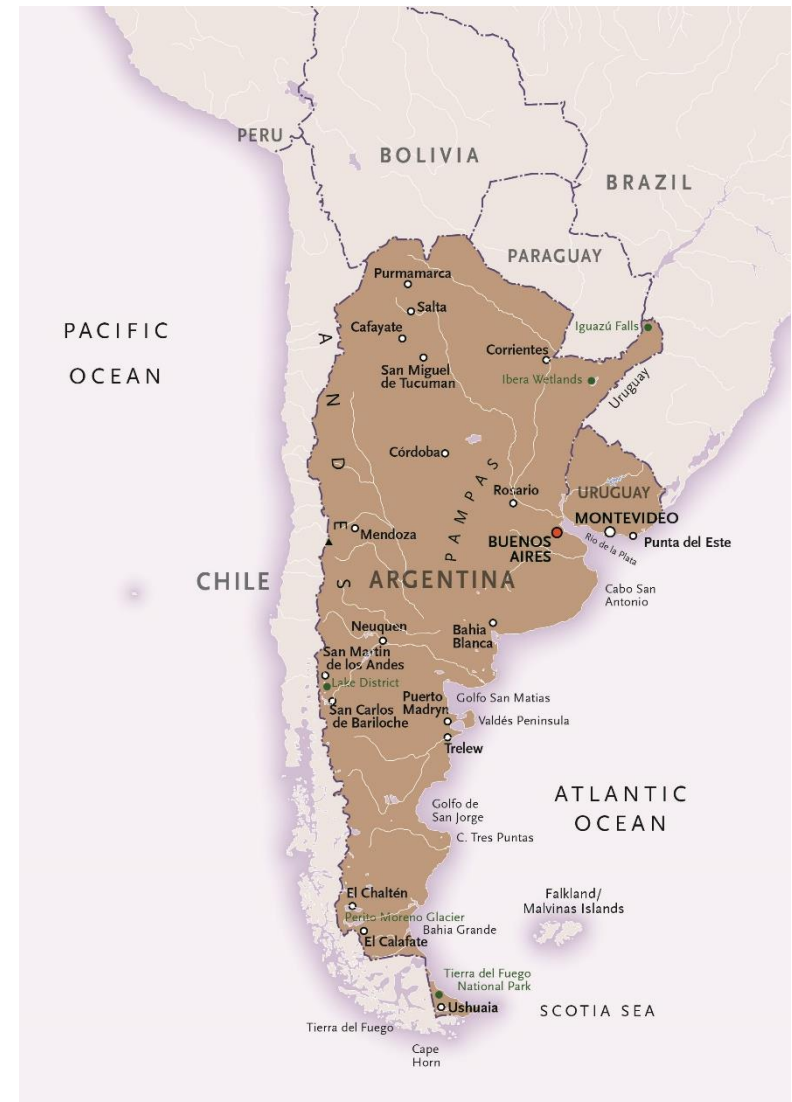 PERU
BOLIVIA
BRAZIL
PARAGUAY
Purmamarca
Salta
Iguazú Falls
PACIFIC
OCEAN
Cafayate
Corrientes
San Miguel
de Tucuman
Ibera Wetlands
Uruguay
ANDES
Córdoba
PAMPAS
Rosario
URUGUAY
MONTEVIDEO
Mendoza
BUENOS
AIRES
Rio de la Plata
Punta del Este
CHILE
ARGENTINA
Cabo San
Antonio
Neuquen
Bahia
Blanca
San Martin
de los Andes
Lake District
San Carlos
de Bariloche
Puerto
Madryn
Golfo San Matias
Valdés Peninsula
Trelew
ATLANTIC
OCEAN
Golfo de
San Jorge
C. Tres Puntas
El Chaltén
Falkland/
Malvinas Islands
Perito Moreno Glacier
Bahia Grande
El Calafate
Tierra del Fuego
National Park
Ushuaia
SCOTIA SEA
Tierra del Fuego
Cape
Horn